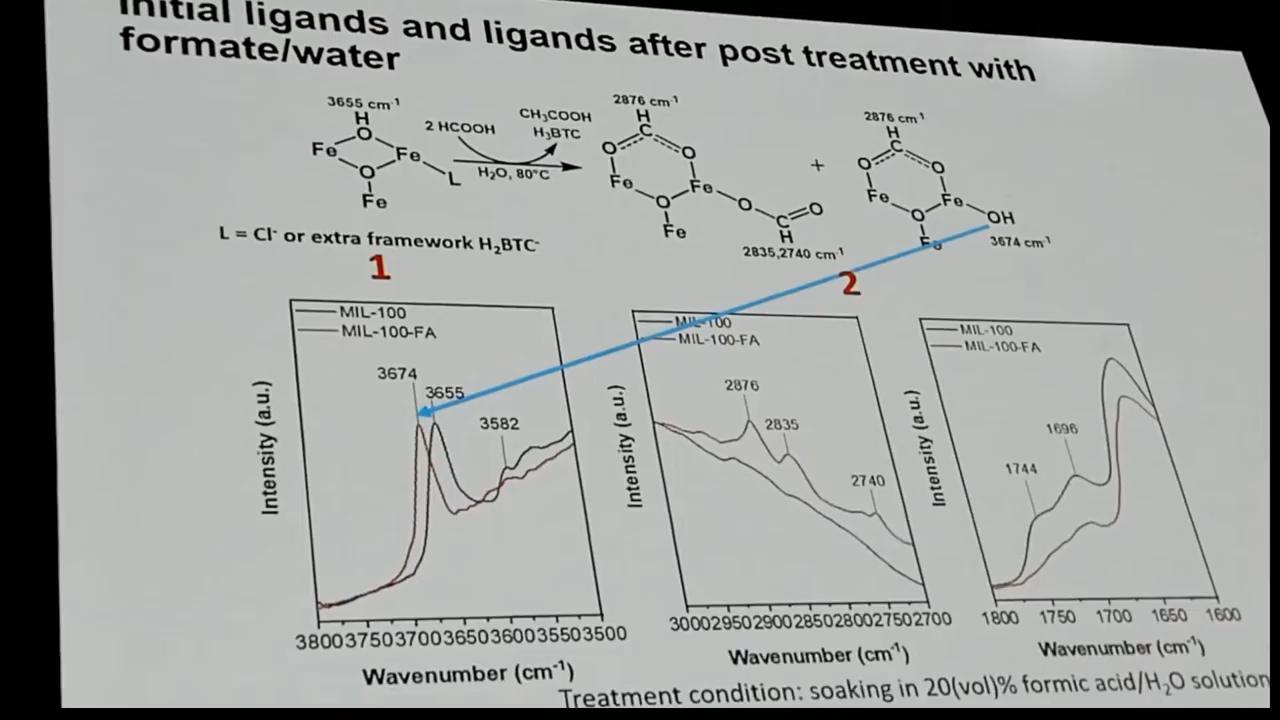 Initial ligands and ligands after post treatment with
formate/water
3655 cm-1
H
O
Fe
Fe
O
L
Fe
2 HCOOH
CH3COOH
H3BTC
H2O, 80°C
2876 cm-1
H
C
O
O
Fe
Fe
O
O
C
O
Fe
H
2835,2740 cm-1
+
2876 cm-1
H
C
O
O
Fe
Fe
O
OH
Fe
3674 cm-1
L = Cl- or extra framework H2BTC-
1
2
MIL-100
MIL-100-FA
3674
3655
3582
Intensity (a.u.)
3800 3750 3700 3650 3600 3550 3500
Wavenumber (cm-1)
MIL-100
MIL-100-FA
2876
2835
2740
Intensity (a.u.)
3000 2950 2900 2850 2800 2750 2700
Wavenumber (cm-1)
MIL-100
MIL-100-FA
1696
1744
Intensity (a.u.)
1800 1750 1700 1650 1600
Wavenumber (cm-1)
Treatment condition: soaking in 20(vol)% formic acid/H2O solution